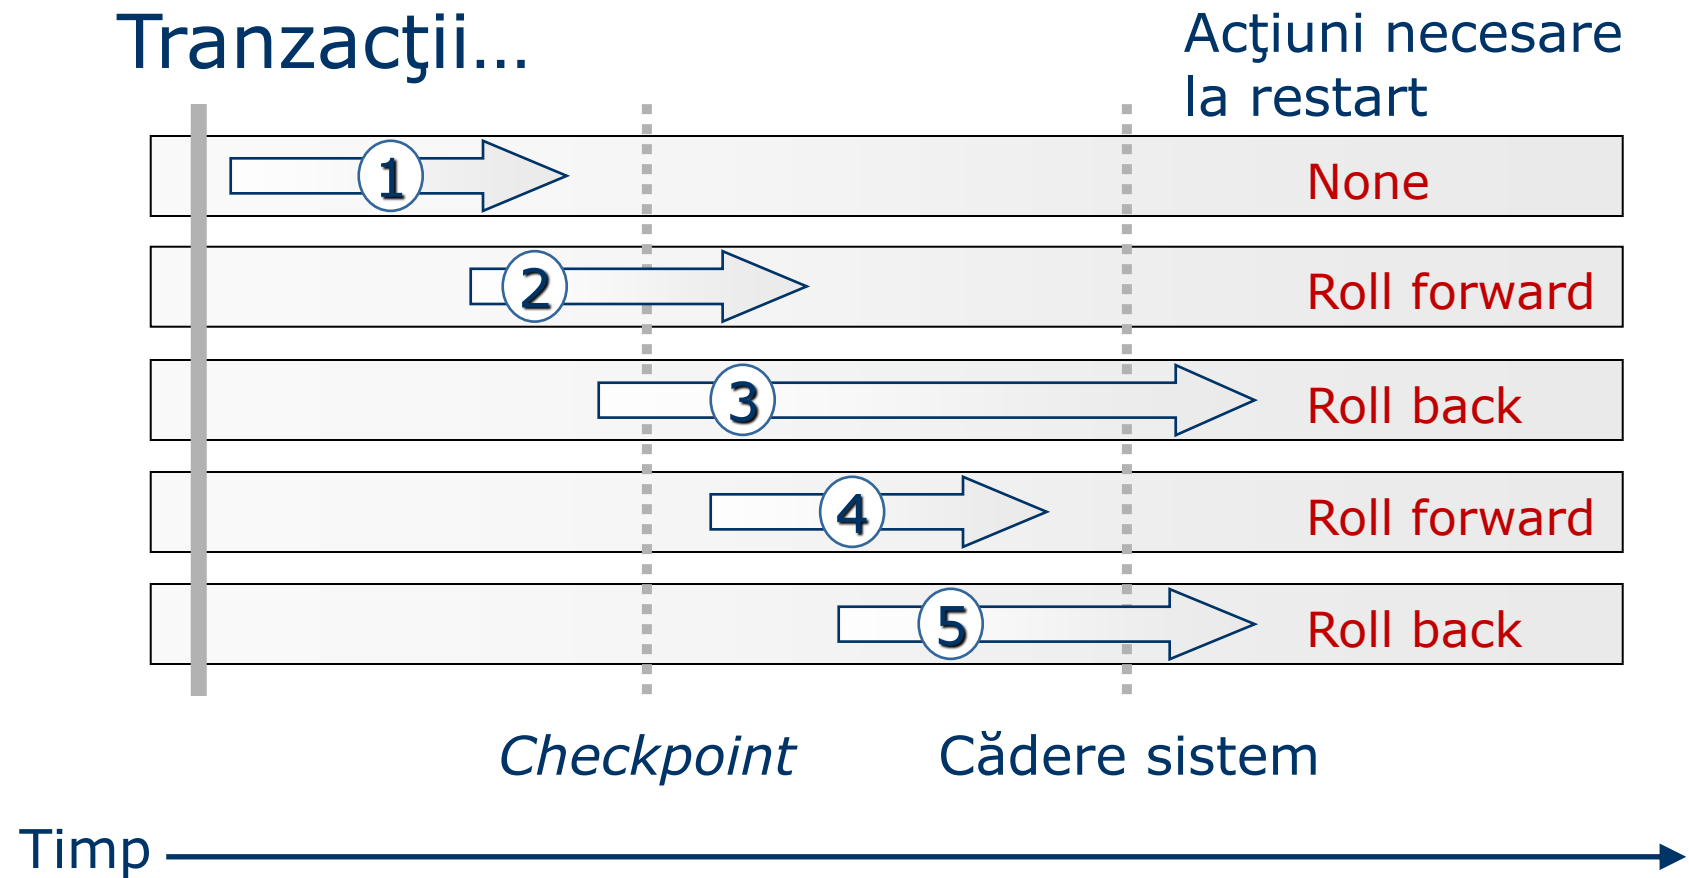 Tranzacţii…
Acţiuni necesare
la restart
1
None
2
Roll forward
3
Roll back
4
Roll forward
5
Roll back
Checkpoint
Cădere sistem
Timp